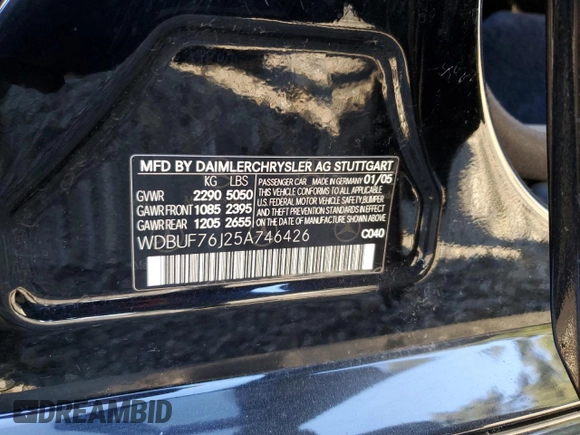 MFD BY DAIMLERCHRYSLER AG STUTTGART
KG LBS
GVWR 2290 5050
GAWR FRONT 1085 2395
GAWR REAR 1205 2655
PASSENGER CAR MADE IN GERMANY 01/05
THIS VEHICLE CONFORMS TO ALL APPLICABLE
U.S. FEDERAL MOTOR VEHICLE SAFETY, BUMPER,
AND THEFT PREVENTION STANDARDS IN EFFECT
ON THE DATE OF MANUFACTURE SHOWN ABOVE.
WDBUF76J25A746426
C040
DREAMBID